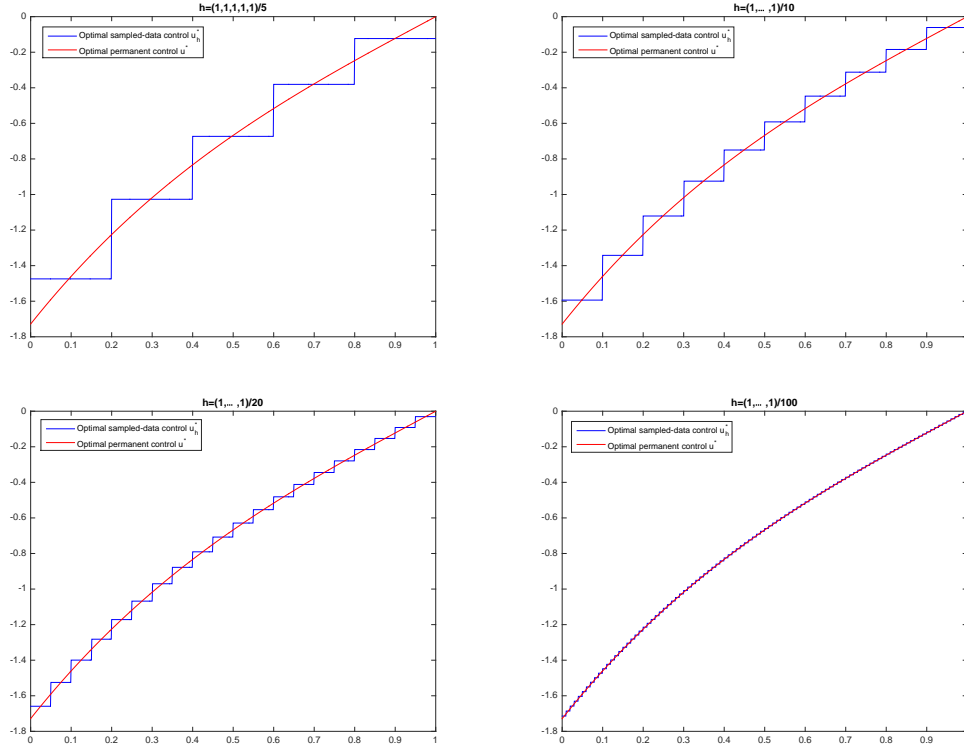 h=(1,1,1,1,1)/5
Optimal sampled-data control u*_h
Optimal permanent control u*
0
-0.2
-0.4
-0.6
-0.8
-1
-1.2
-1.4
-1.6
-1.8
0 0.1 0.2 0.3 0.4 0.5 0.6 0.7 0.8 0.9 1
h=(1,... ,1)/10
Optimal sampled-data control u*_h
Optimal permanent control u*
0
-0.2
-0.4
-0.6
-0.8
-1
-1.2
-1.4
-1.6
-1.8
0 0.1 0.2 0.3 0.4 0.5 0.6 0.7 0.8 0.9
h=(1,... ,1)/20
Optimal sampled-data control u*_h
Optimal permanent control u*
0
-0.2
-0.4
-0.6
-0.8
-1
-1.2
-1.4
-1.6
-1.8
0 0.1 0.2 0.3 0.4 0.5 0.6 0.7 0.8 0.9 1
h=(1,... ,1)/100
Optimal sampled-data control u*_h
Optimal permanent control u*
0
-0.2
-0.4
-0.6
-0.8
-1
-1.2
-1.4
-1.6
-1.8
0 0.1 0.2 0.3 0.4 0.5 0.6 0.7 0.8 0.9